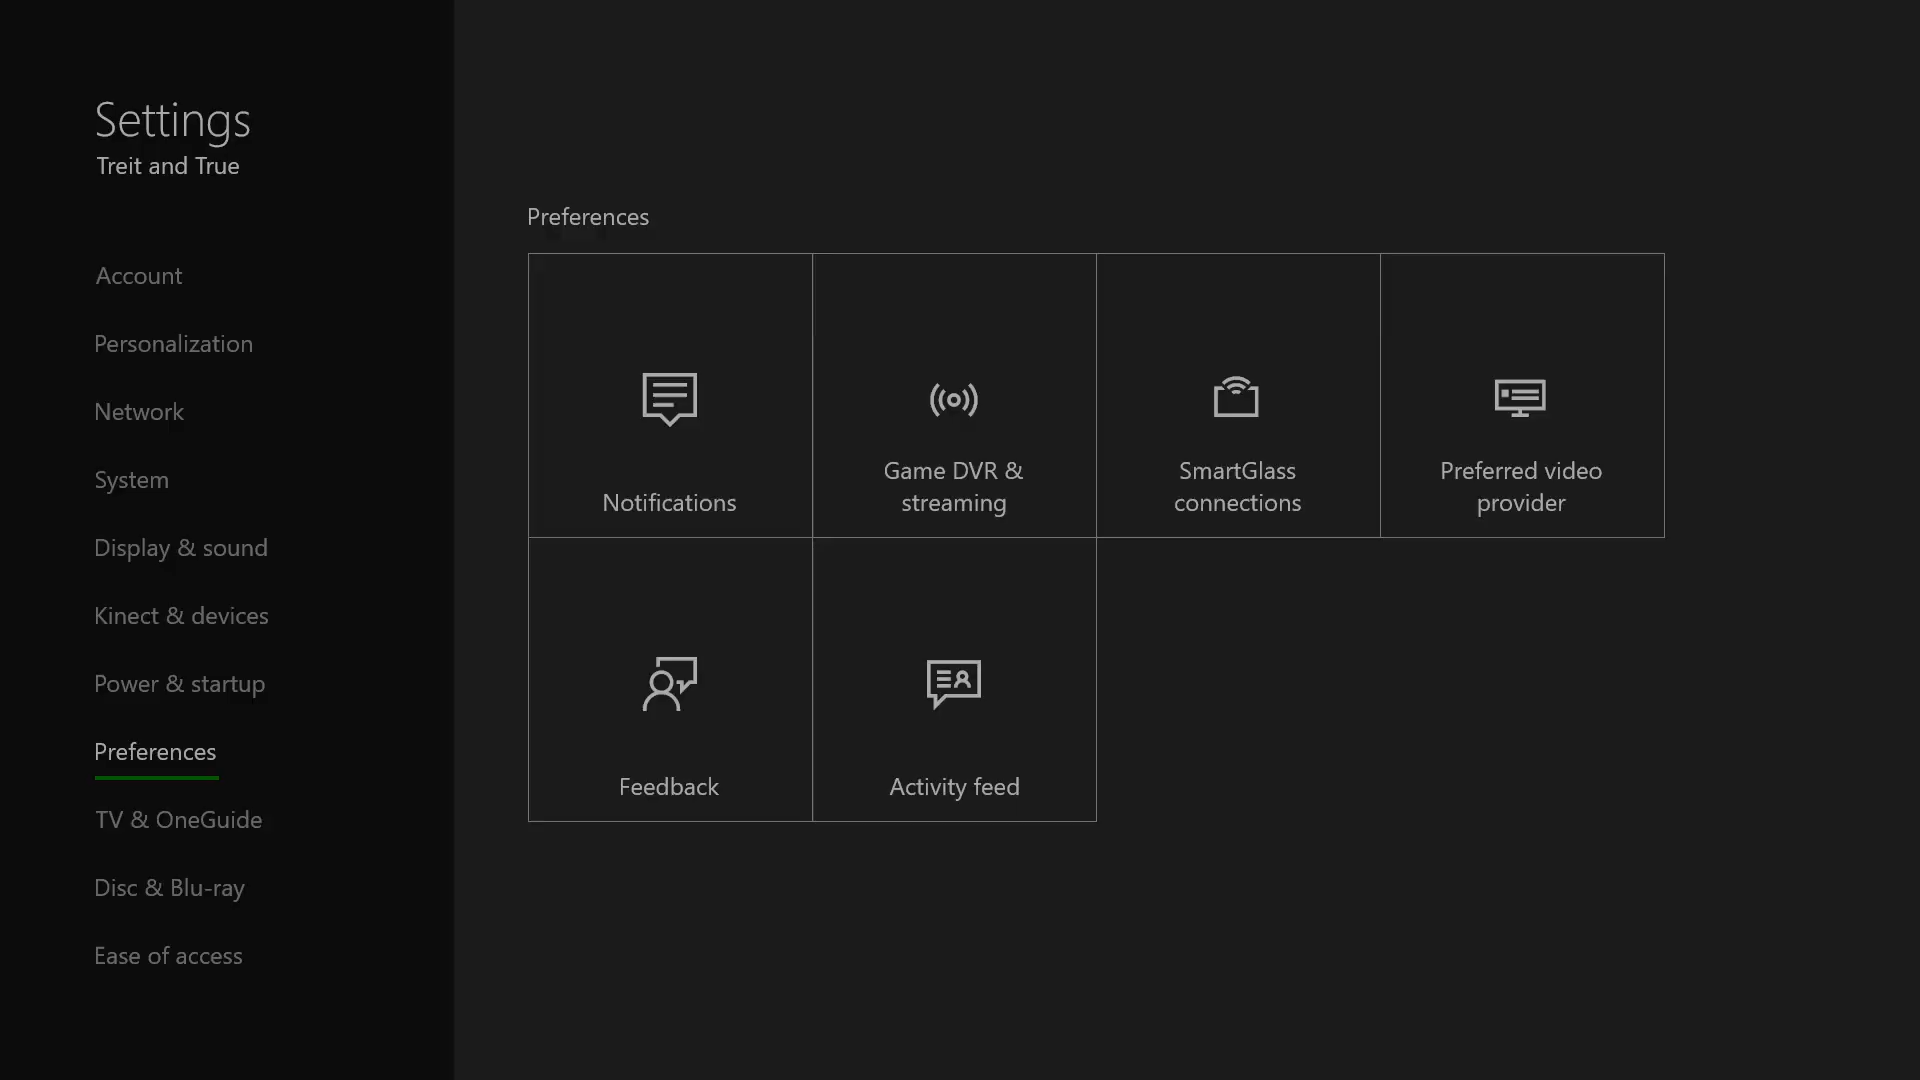 Settings
Treit and True
Account
Personalization
Network
System
Display & sound
Kinect & devices
Power & startup
Preferences
TV & OneGuide
Disc & Blu-ray
Ease of access
Preferences
Notifications
Game DVR &
streaming
SmartGlass
connections
Preferred video
provider
Feedback
Activity feed